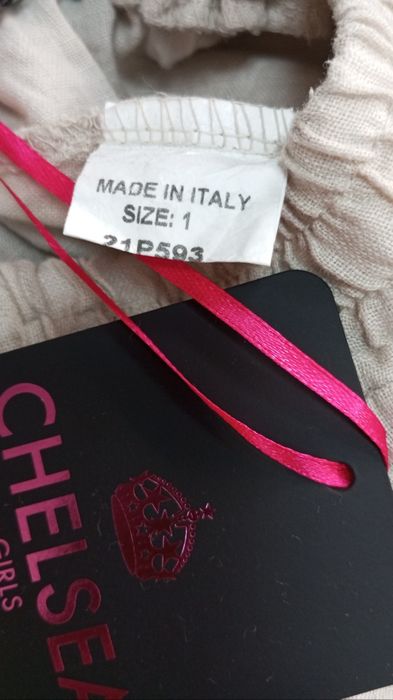 MADE IN ITALY
SIZE: 1
21P593
CHELSEA
GIRLS